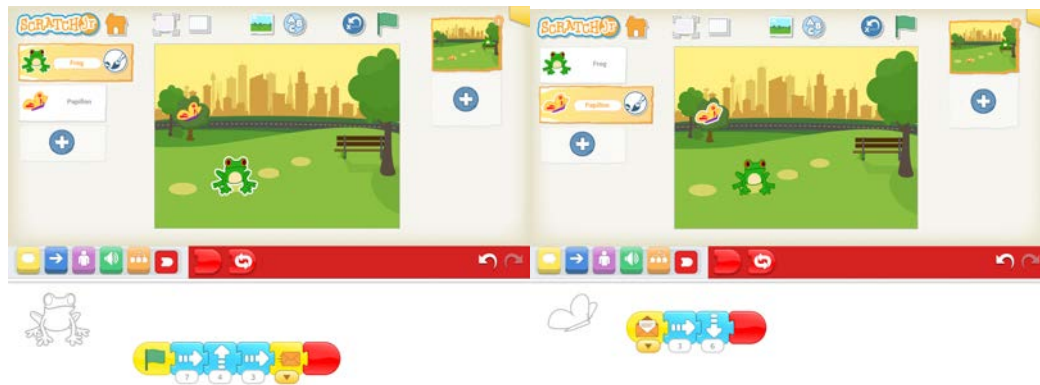 SCRATCHJR
Frog
Papillon
7 4 3
SCRATCHJR
Frog
Papillon
3 6